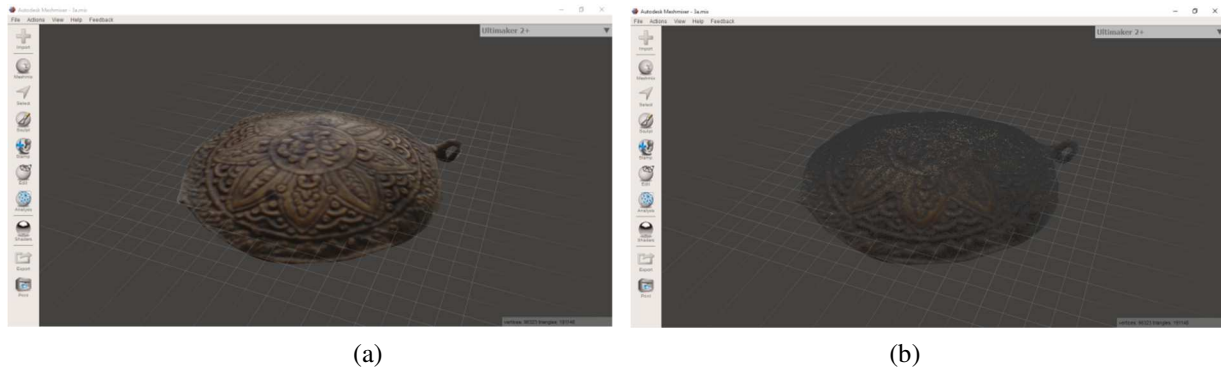 Autodesk Meshmixer - 3a.mix
File Actions View Help Feedback
Ultimaker 2+
Import
Meshmix
Select
Sculpt
Stamp
Edit
Analysis
Shaders
Export
Print
(a)
Autodesk Meshmixer - 3a.mix
File Actions View Help Feedback
Ultimaker 2+
Import
Meshmix
Select
Sculpt
Stamp
Edit
Analysis
Shaders
Export
Print
(b)